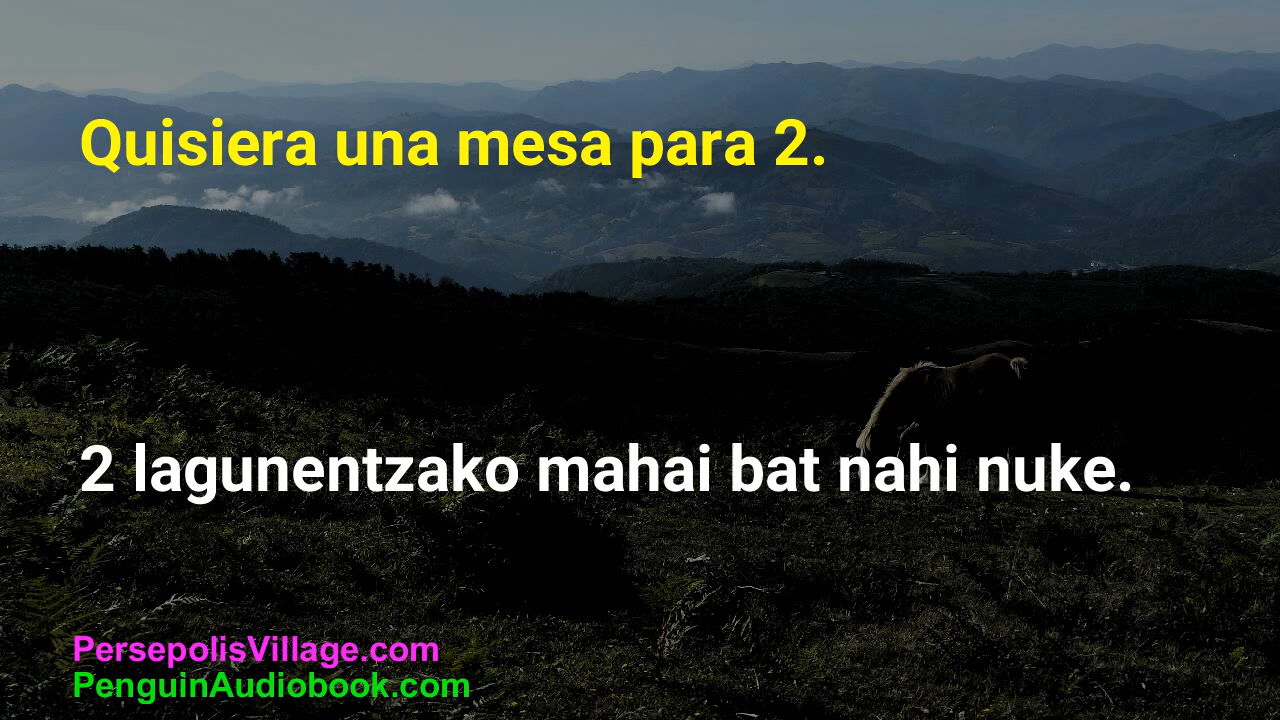 Quisiera una mesa para 2.
2 lagunentzako mahai bat nahi nuke.
PersepolisVillage.com
PenguinAudiobook.com